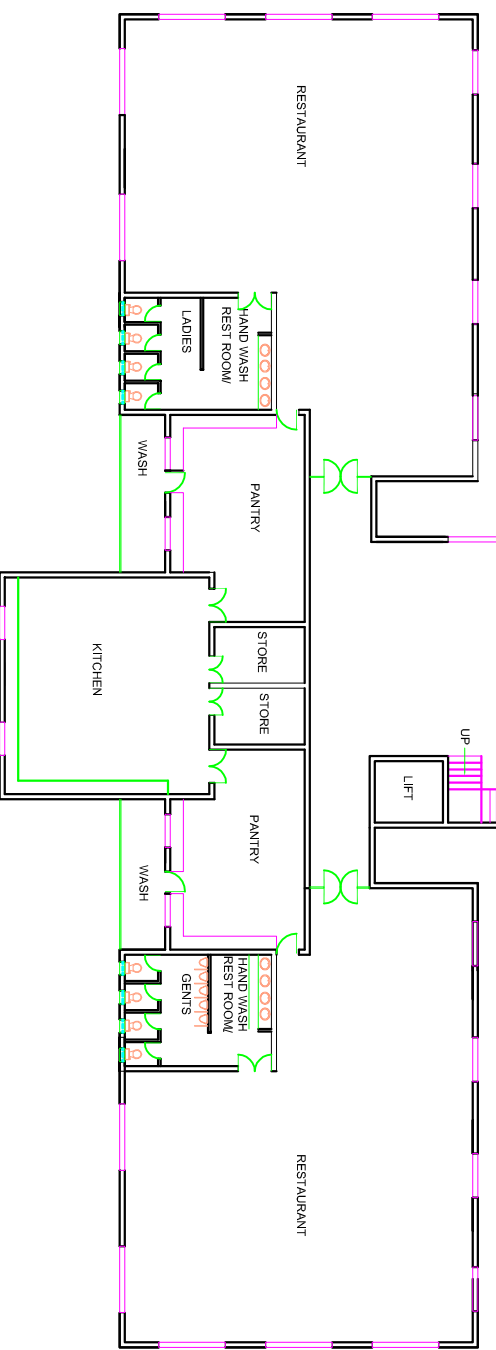 RESTAURANT
HAND WASH
REST ROOM/
LADIES
WASH
PANTRY
KITCHEN
STORE
STORE
UP
LIFT
PANTRY
WASH
HAND WASH
REST ROOM/
GENTS
RESTAURANT